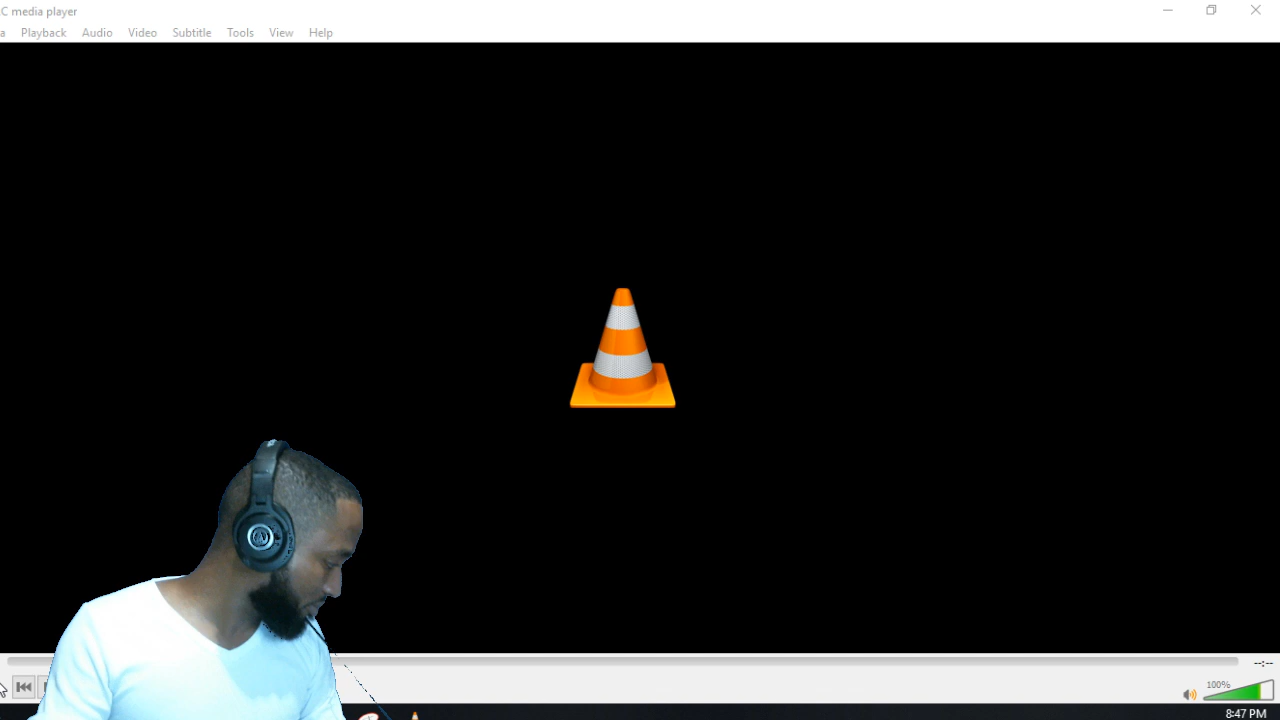 C media player
a Playback Audio Video Subtitle Tools View Help
--:--
100%
8:47 PM